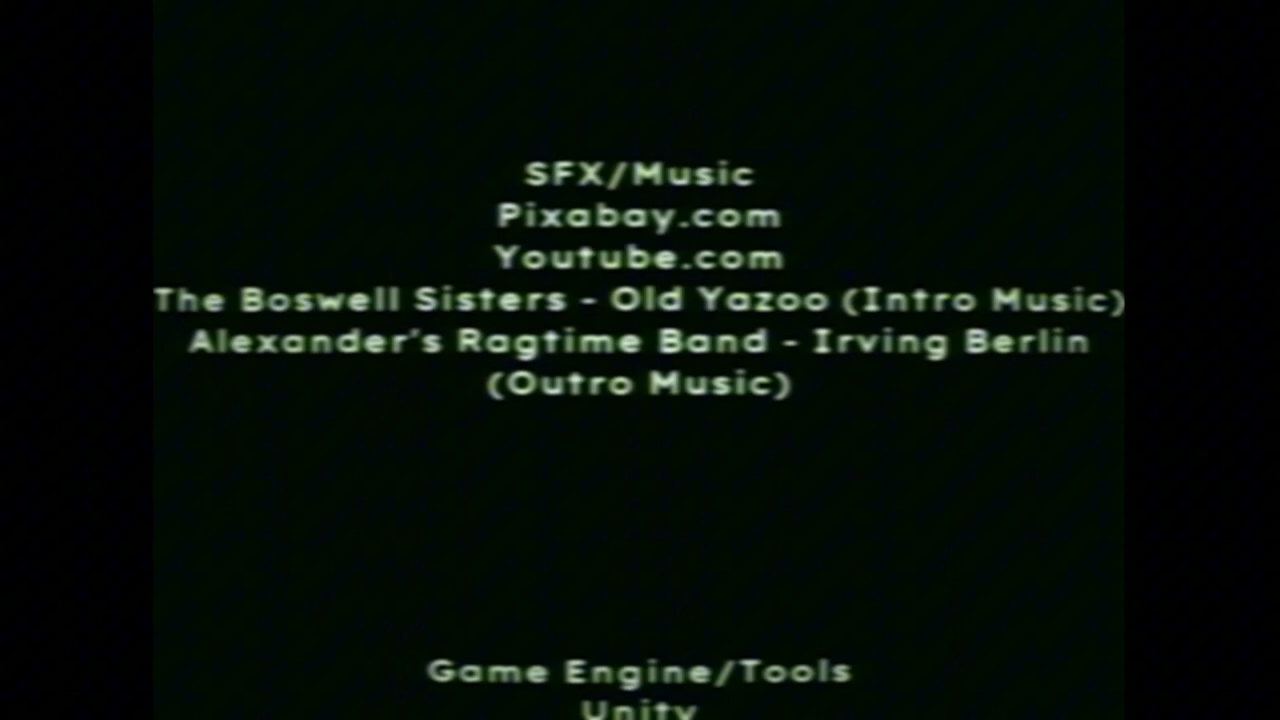 SFX/Music
Pixabay.com
Youtube.com
The Boswell Sisters - Old Yazoo (Intro Music)
Alexander's Ragtime Band - Irving Berlin
(Outro Music)
Game Engine/Tools
Unity